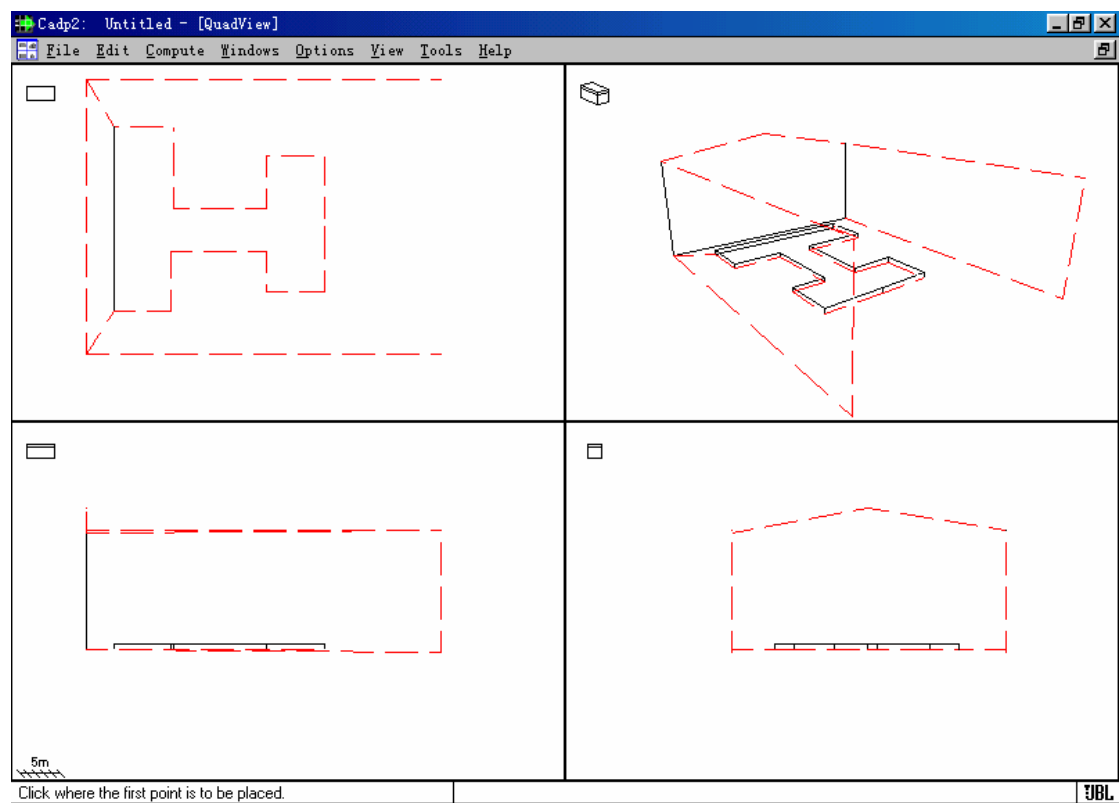 Cadp2: Untitled - [QuadView]
File Edit Compute Windows Options View Tools Help
5m
Click where the first point is to be placed.
JBL